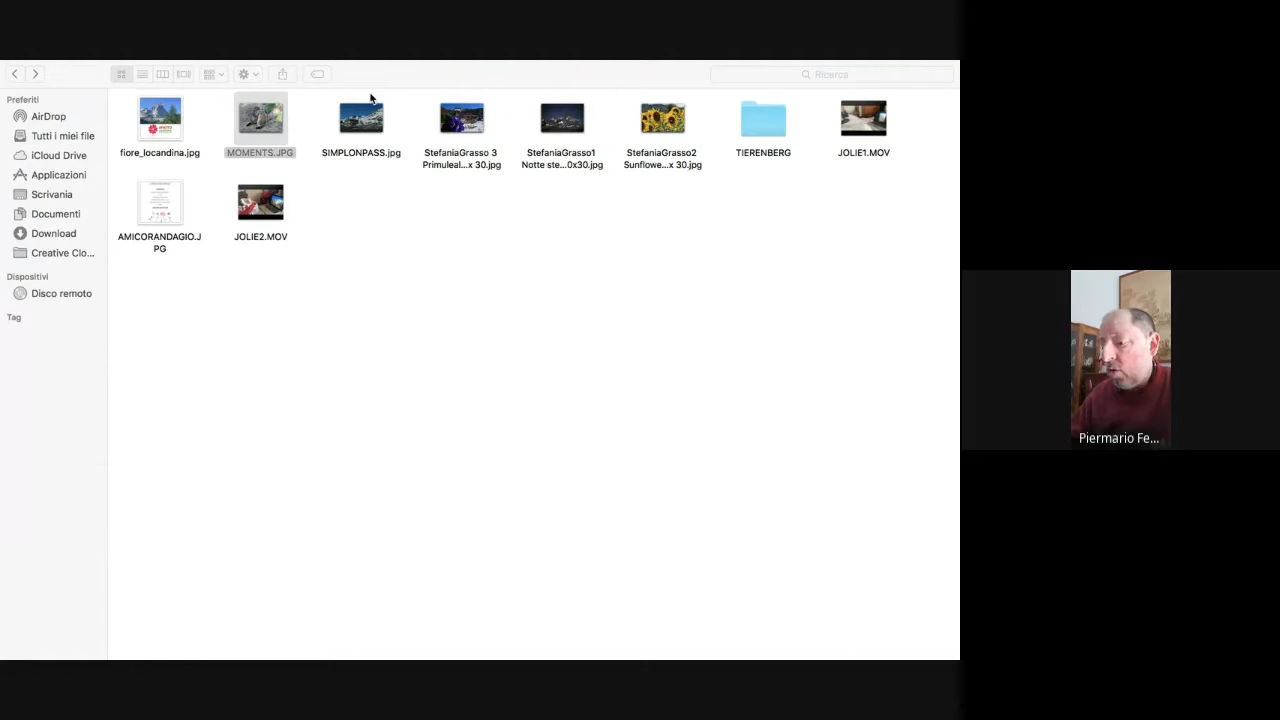 Ricerca
Preferiti
AirDrop
Tutti i miei file
iCloud Drive
Applicazioni
Scrivania
Documenti
Download
Creative Clo...
Dispositivi
Disco remoto
Tag
fiore_locandina.jpg
MOMENTS.JPG
SIMPLONPASS.jpg
StefaniaGrasso 3
Primuleal...x 30.jpg
StefaniaGrasso1
Notte ste...0x30.jpg
StefaniaGrasso2
Sunflowe...x 30.jpg
TIERENBERG
JOLIE1.MOV
AMICORANDAGIO.J
PG
JOLIE2.MOV
Piermario Fe...